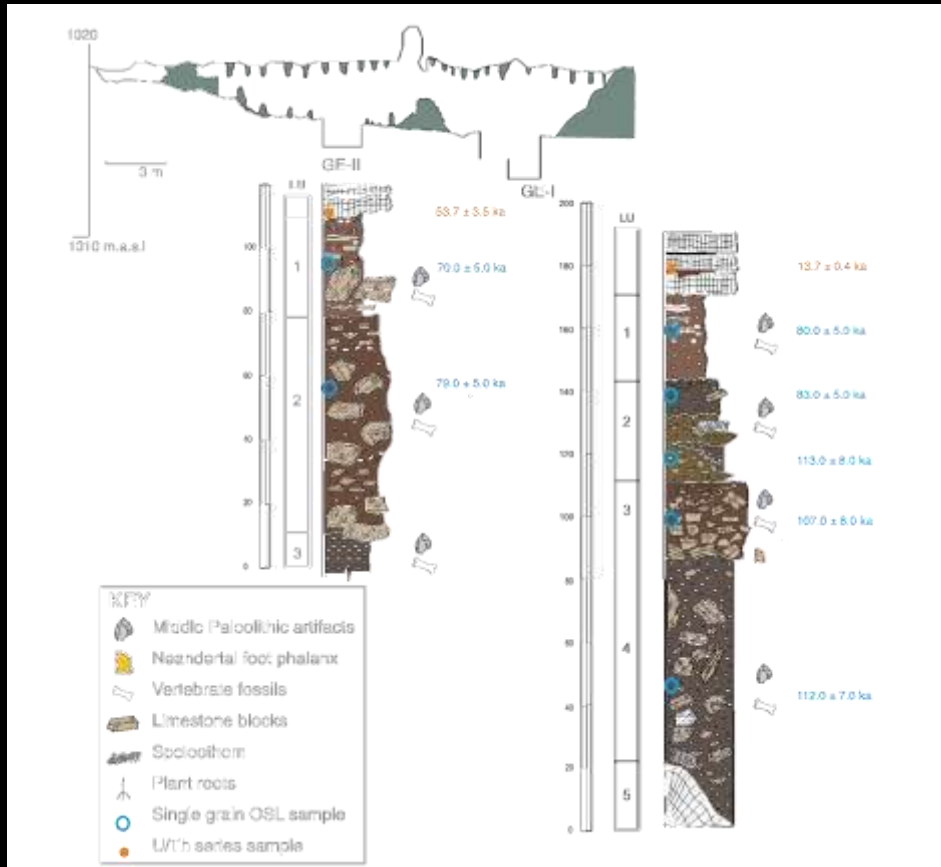 1020
3 m
GE-II
GE-I
1010 m.a.s.l
LU
200
LU
53.7 ± 3.5 ka
180
13.7 ± 0.4 ka
100
1
70.0 ± 5.0 ka
80
160
1
80.0 ± 5.0 ka
60
79.0 ± 5.0 ka
140
83.0 ± 5.0 ka
2
2
40
120
113.0 ± 8.0 ka
20
3
100
107.0 ± 8.0 ka
3
0
80
KEY
Middle Paleolithic artifacts
Neandertal foot phalanx
60
4
Vertebrate fossils
Limestone blocks
40
112.0 ± 7.0 ka
Speleothem
Plant roots
20
Single grain OSL sample
5
U/Th series sample
0